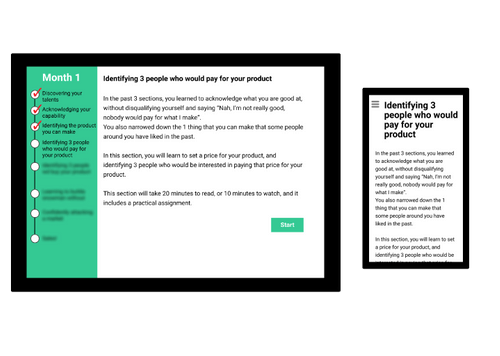 Month 1
Discovering your
talents
Acknowledging your
capability
Identifying the product
you can make
Identifying 3 people
who would pay for your
product
Identifying 3 people who would pay for your product
In the past 3 sections, you learned to acknowledge what you are good at,
without disqualifying yourself and saying “Nah, I'm not really good,
nobody would pay for what I make”.
You also narrowed down the 1 thing that you can make that some people
around you have liked in the past.
In this section, you will learn to set a price for your product, and
identifying 3 people who would be interested in paying that price for your
product.
This section will take 20 minutes to read, or 10 minutes to watch, and it
includes a practical assignment.
Start
Identifying 3
people who would
pay for your
product
In the past 3 sections, you learned
to acknowledge what you are
good at, without disqualifying
yourself and saying “Nah, I'm not
really good, nobody would pay for
what I make”.
You also narrowed down the 1
thing that you can make that
some people around you have
liked in the past.
In this section, you will learn to set
a price for your product, and
identifying 3 people who would be